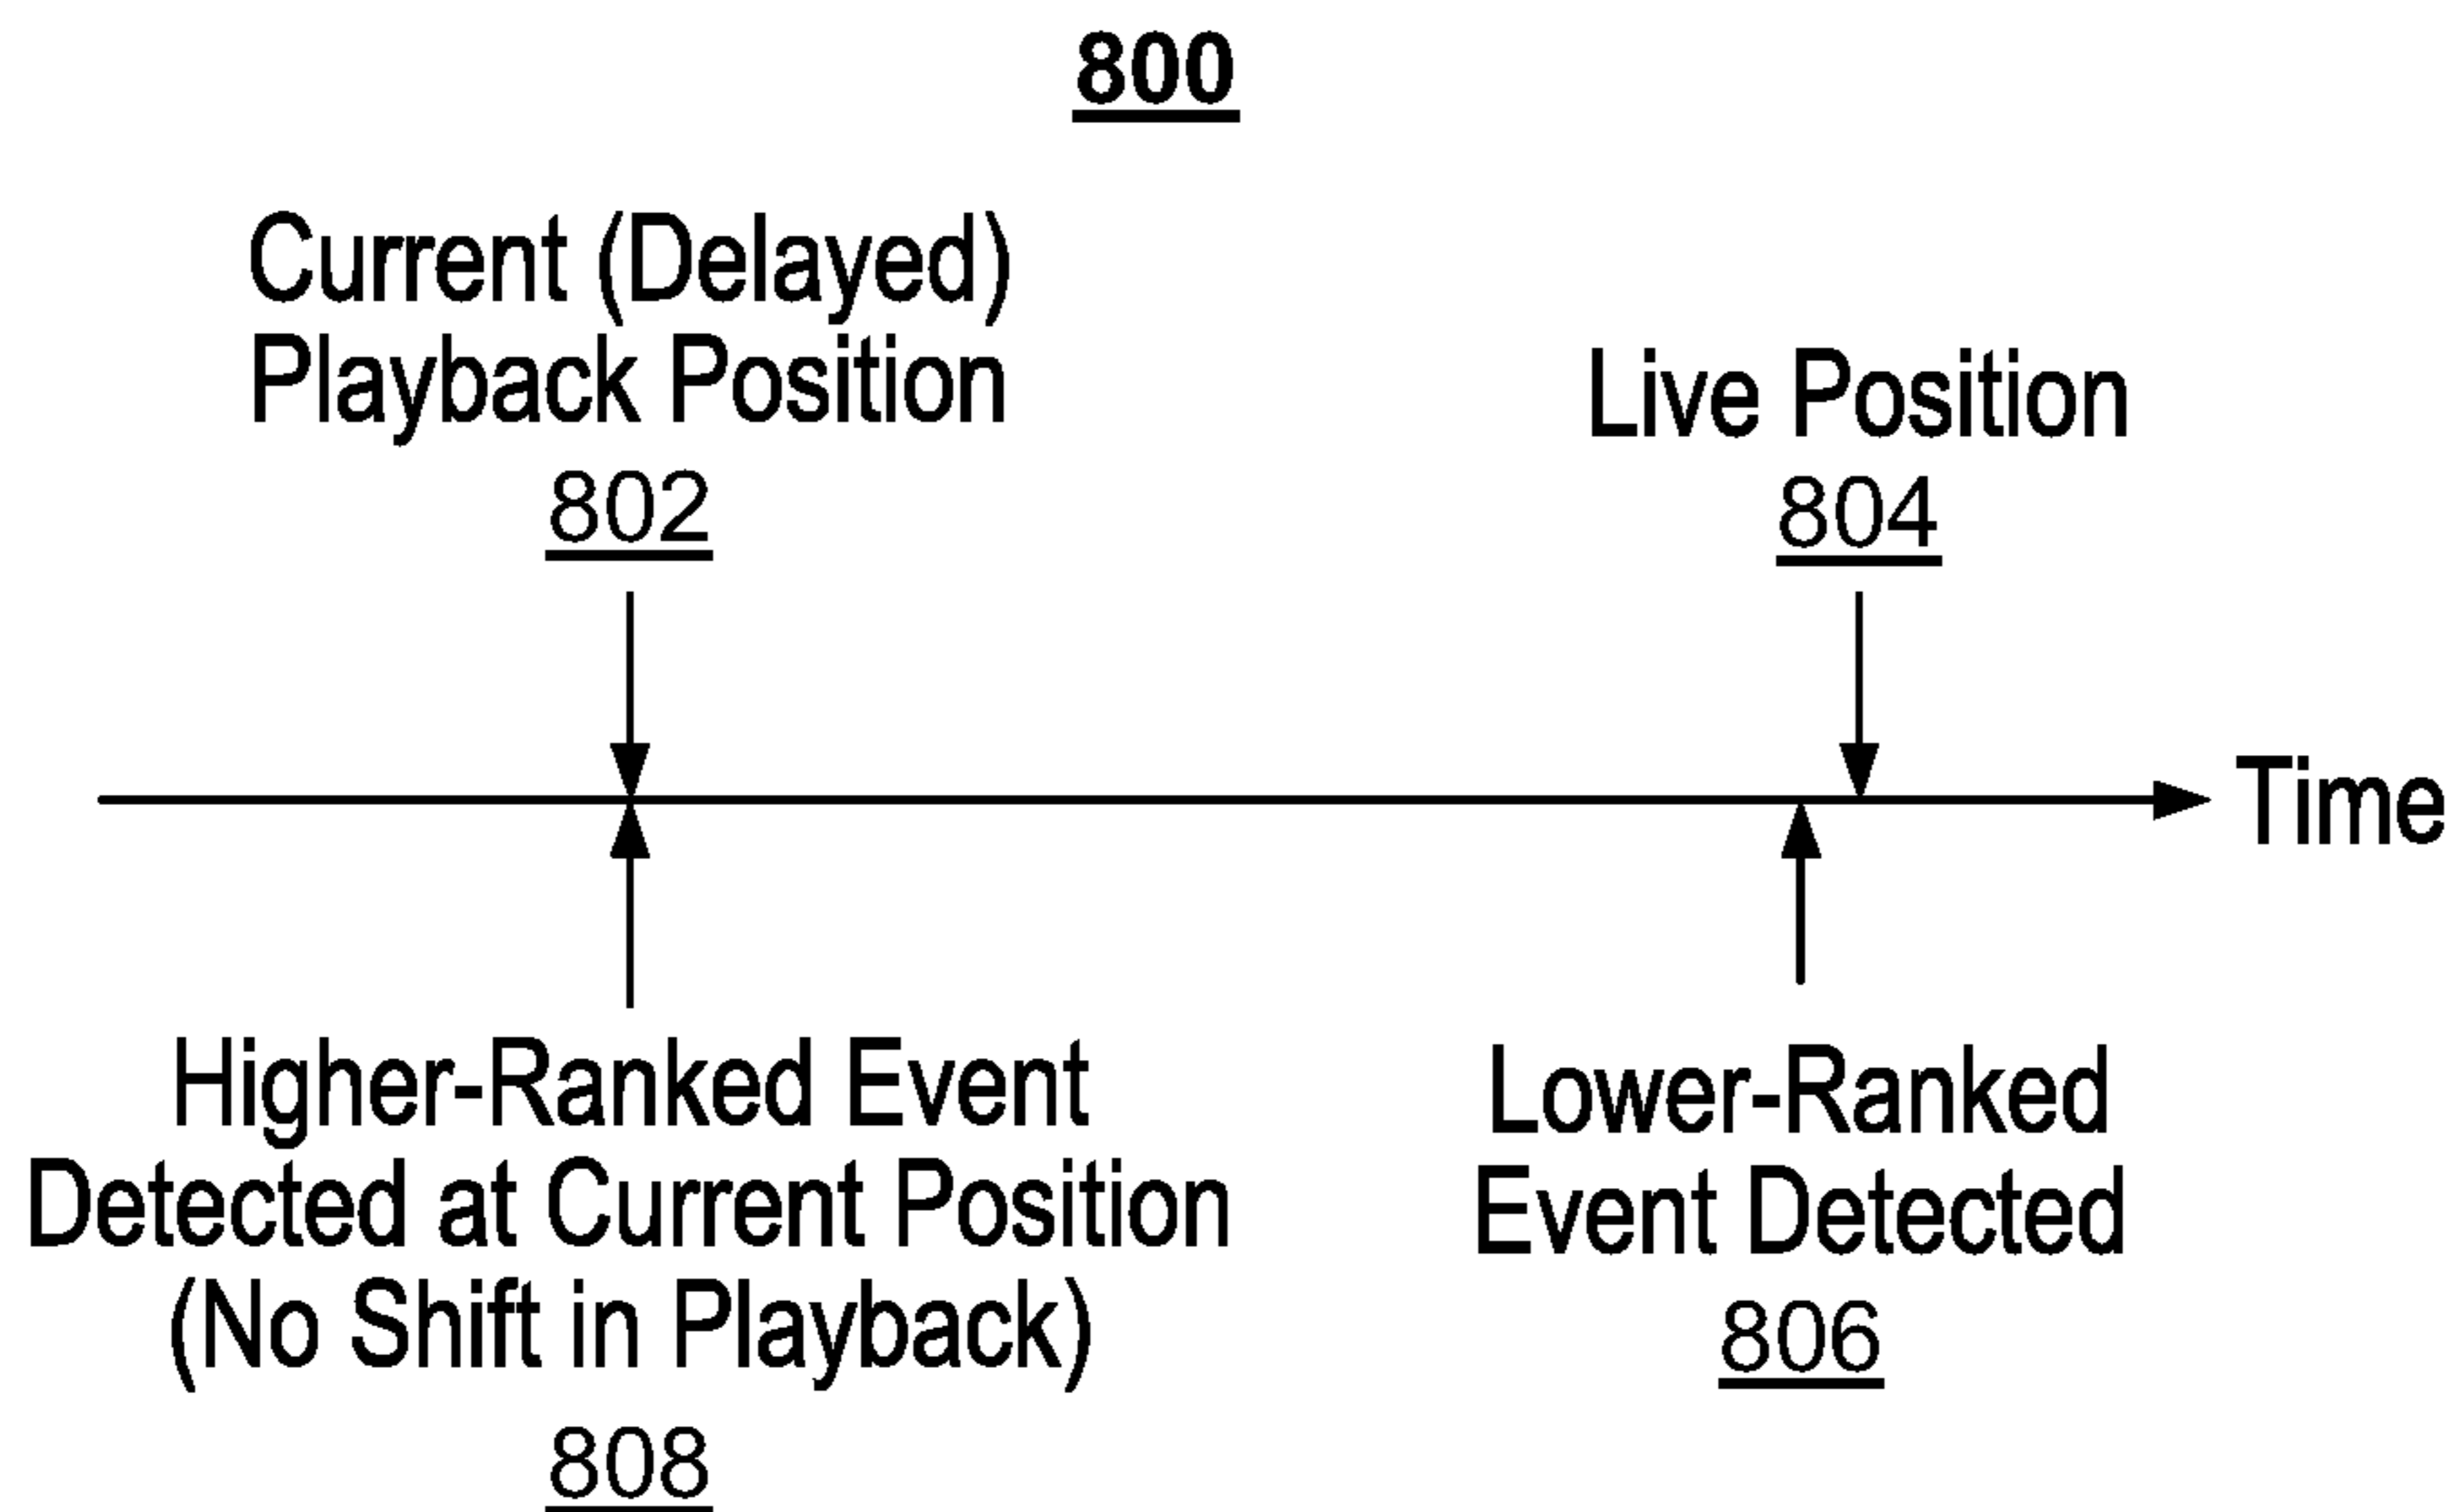 800
Current (Delayed)
Playback Position
802
Live Position
804
Time
Higher-Ranked Event
Detected at Current Position
(No Shift in Playback)
808
Lower-Ranked
Event Detected
806